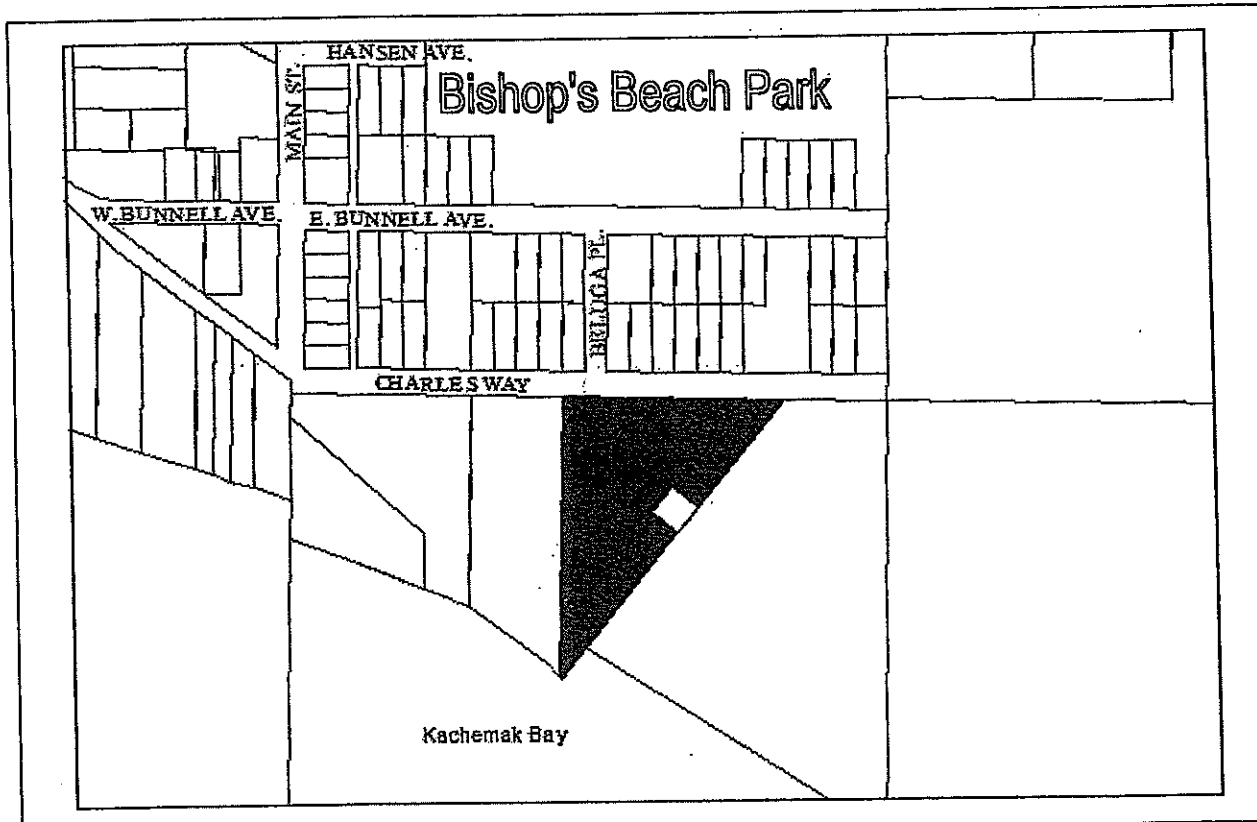 HANSEN AVE.
Bishop's Beach Park
MAIN ST.
W. BUNNELL AVE.
E. BUNNELL AVE.
BELUGA PL.
CHARLES WAY
Kachemak Bay